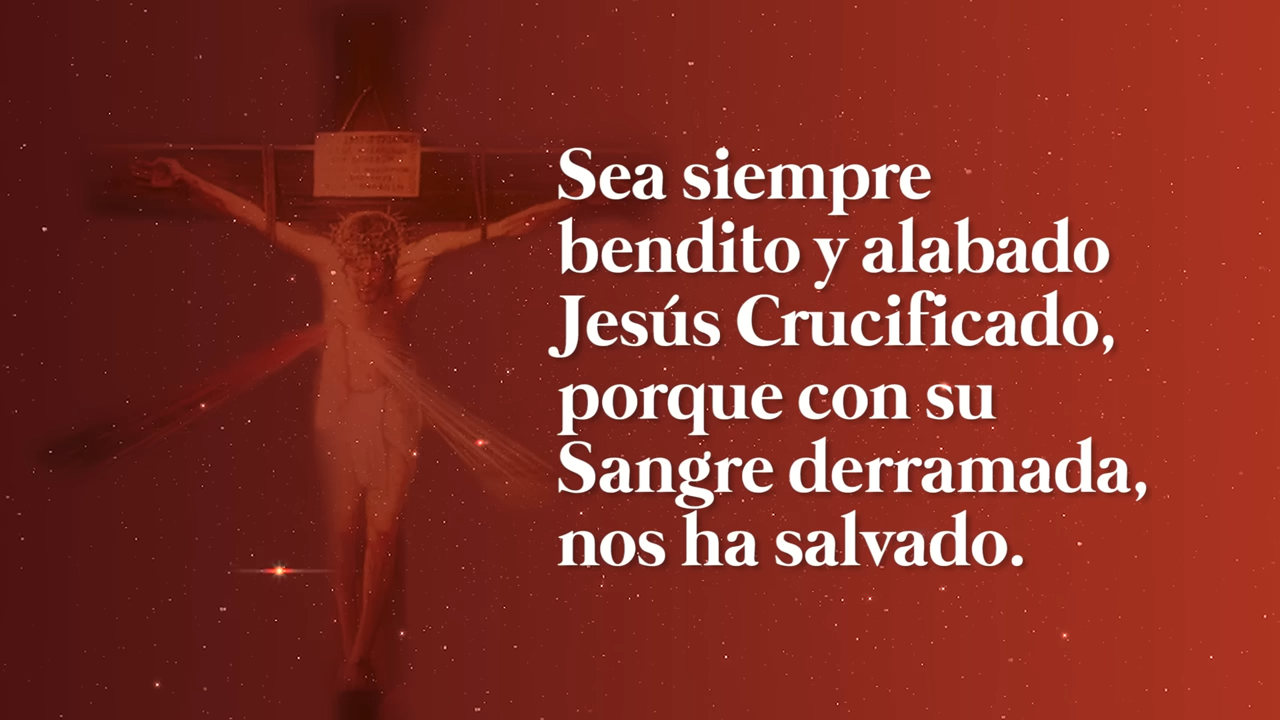 Sea siempre
bendito y alabado
Jesús Crucificado,
porque con su
Sangre derramada,
nos ha salvado.